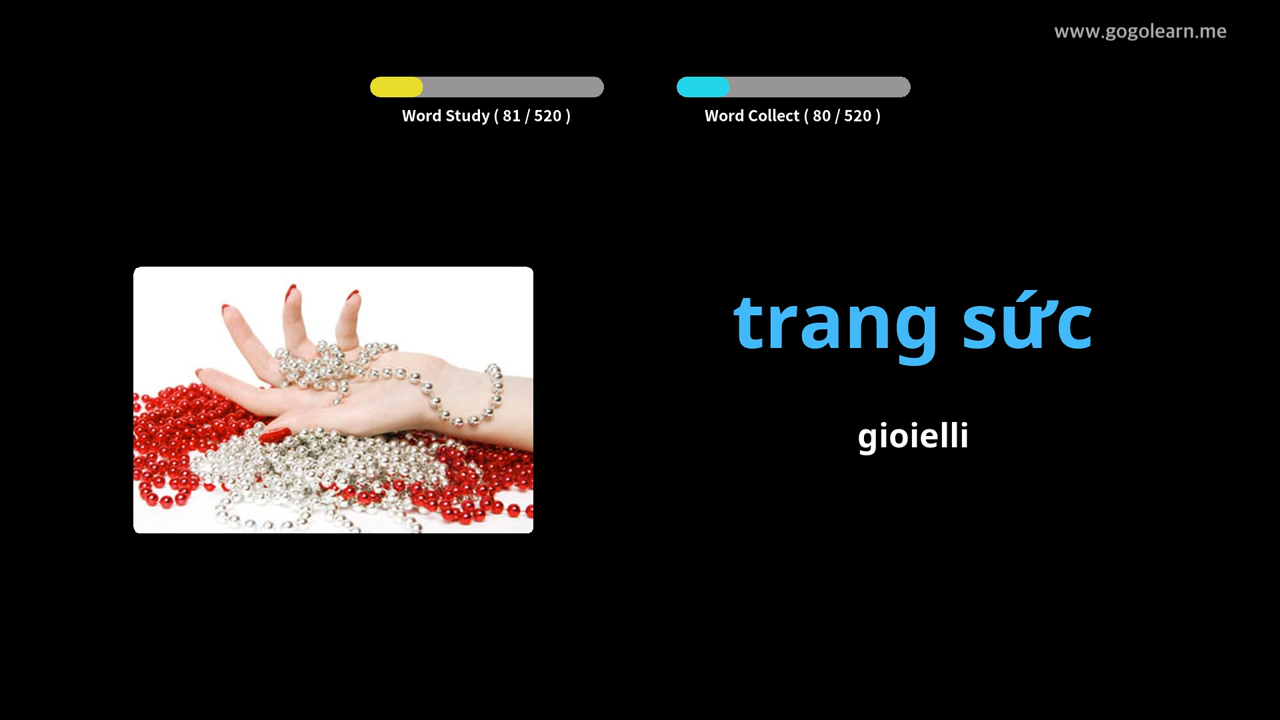 www.gogolearn.me
Word Study ( 81 / 520 )
Word Collect ( 80 / 520 )
trang sức
gioielli